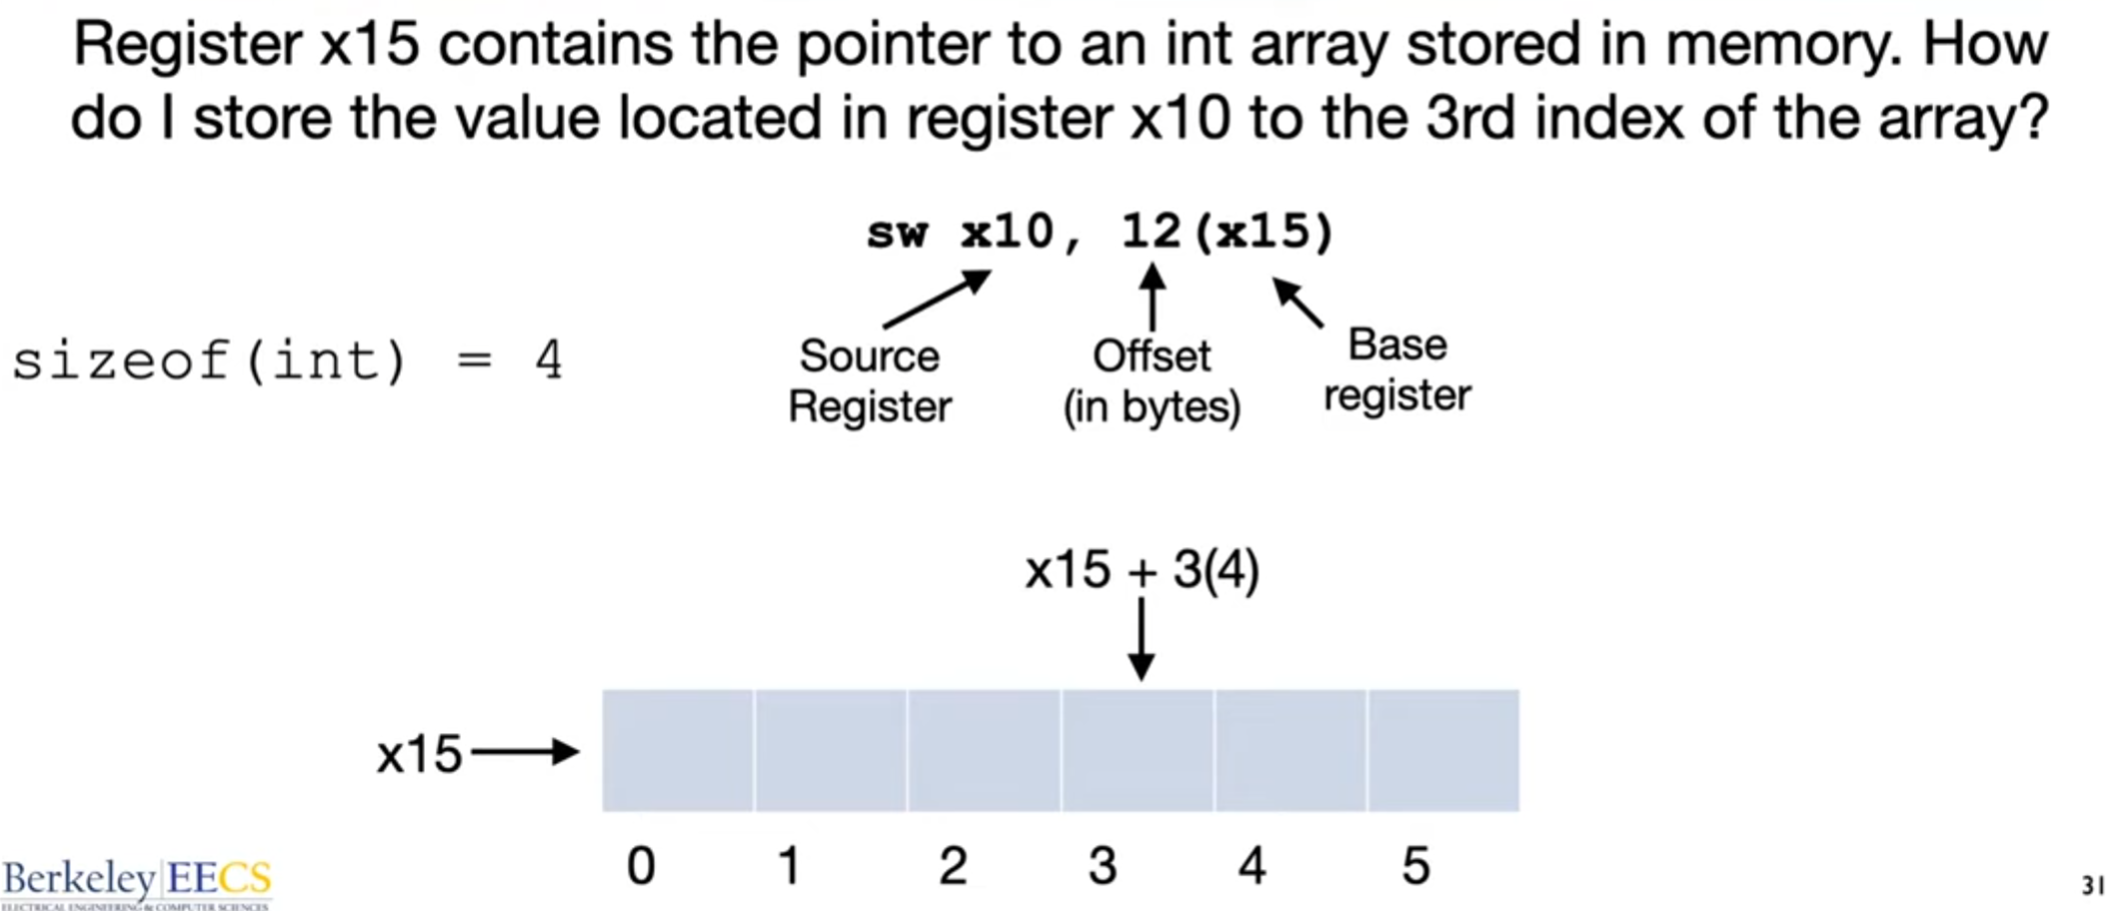 Register x15 contains the pointer to an int array stored in memory. How
do I store the value located in register x10 to the 3rd index of the array?
sw x10, 12(x15)
sizeof(int) = 4
Source
Register
Offset
(in bytes)
Base
register
x15 + 3(4)
x15
0 1 2 3 4 5
Berkeley EECS
ELECTRICAL ENGINEERING & COMPUTER SCIENCES
31